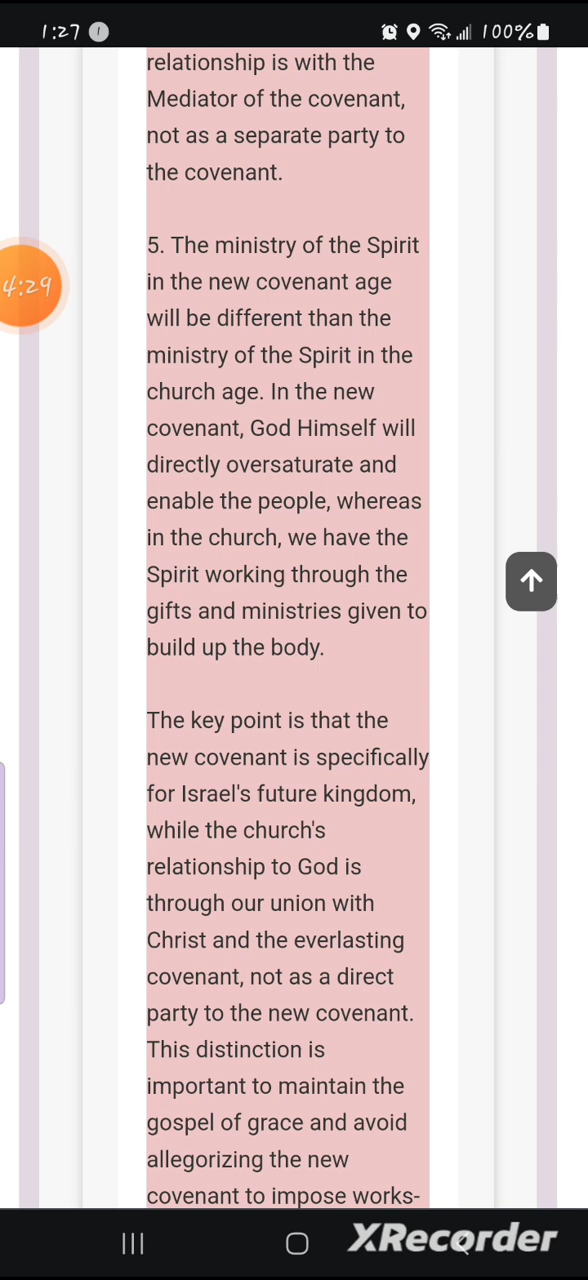 1:27
100%
relationship is with the
Mediator of the covenant,
not as a separate party to
the covenant.
4:29
5. The ministry of the Spirit
in the new covenant age
will be different than the
ministry of the Spirit in the
church age. In the new
covenant, God Himself will
directly oversaturate and
enable the people, whereas
in the church, we have the
Spirit working through the
gifts and ministries given to
build up the body.
The key point is that the
new covenant is specifically
for Israel's future kingdom,
while the church's
relationship to God is
through our union with
Christ and the everlasting
covenant, not as a direct
party to the new covenant.
This distinction is
important to maintain the
gospel of grace and avoid
allegorizing the new
covenant to impose works-
XRecorder